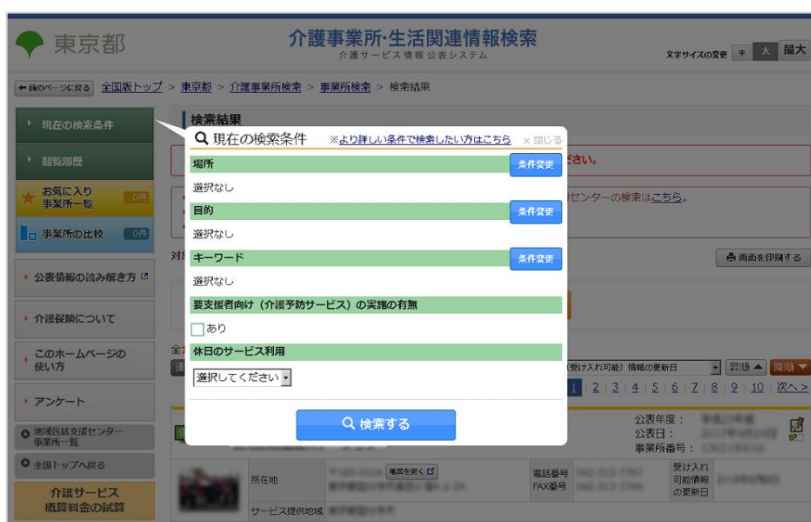 東京都
介護事業所・生活関連情報検索
介護サービス情報公表システム
文字サイズの変更 中 大 最大
前のページに戻る 全国版トップ > 東京都 > 介護事業所検索 > 事業所検索 > 検索結果
現在の検索条件
閲覧履歴
お気に入り
事業所一覧 0件
事業所の比較 0件
公表情報の読み解き方
介護保険について
このホームページの
使い方
アンケート
地域包括支援センター
事業所一覧
全国トップへ戻る
介護サービス
概算料金の試算
検索結果
現在の検索条件 ※より詳しい条件で検索したい方はこちら ×閉じる
場所 条件変更
選択なし
目的 条件変更
選択なし
キーワード 条件変更
選択なし
要支援者向け（介護予防サービス）の実施の有無
あり
休日のサービス利用
選択してください
検索する
ださい。
センターの検索はこちら。
画面を印刷する
(受け入れ可能）情報の更新日 昇順 ▲ 降順 ▼
1 2 3 4 5 6 7 8 9 10 次へ>
公表年度：
公表日：
事業所番号：
所在地 地図を開く
電話番号
FAX番号
受け入れ
可能情報
の更新日
サービス提供地域